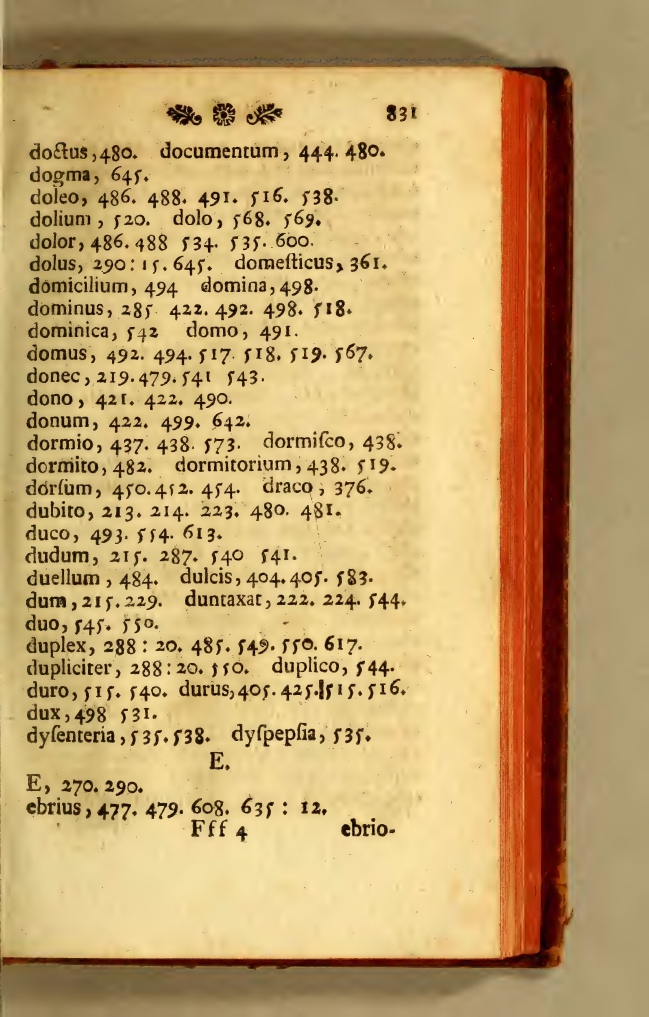 831
doctus, 480. documentum, 444. 480.
dogma, 645.
doleo, 486. 488. 491. 516. 538.
dolium, 520. dolo, 568. 569.
dolor, 486. 488 534. 535. 600.
dolus, 290: 15. 645. domeſticus, 361.
domicilium, 494 domina, 498.
dominus, 285 422. 492. 498. 518.
dominica, 542 domo, 491.
domus, 492. 494. 517. 518. 519. 567.
donec, 219. 479. 541 543.
dono, 421. 422. 490.
donum, 422. 499. 642.
dormio, 437. 438. 573. dormiſco, 438.
dormito, 482. dormitorium, 438. 519.
dorſum, 450. 452. 454. draco, 376.
dubito, 213. 214. 223. 480. 481.
duco, 493. 554. 613.
dudum, 215. 287. 540 541.
duellum, 484. dulcis, 404. 405. 583.
dum, 215. 229. duntaxat, 222. 224. 544.
duo, 545. 550.
duplex, 288: 20. 485. 549. 550. 617.
dupliciter, 288: 20. 550. duplico, 544.
duro, 515. 540. durus, 405. 425. 515. 516.
dux, 498 531.
dyſenteria, 535. 538. dyſpepſia, 535.
E.
E, 270. 290.
ebrius, 477. 479. 608. 635: 12.
Fff 4 ebrio-